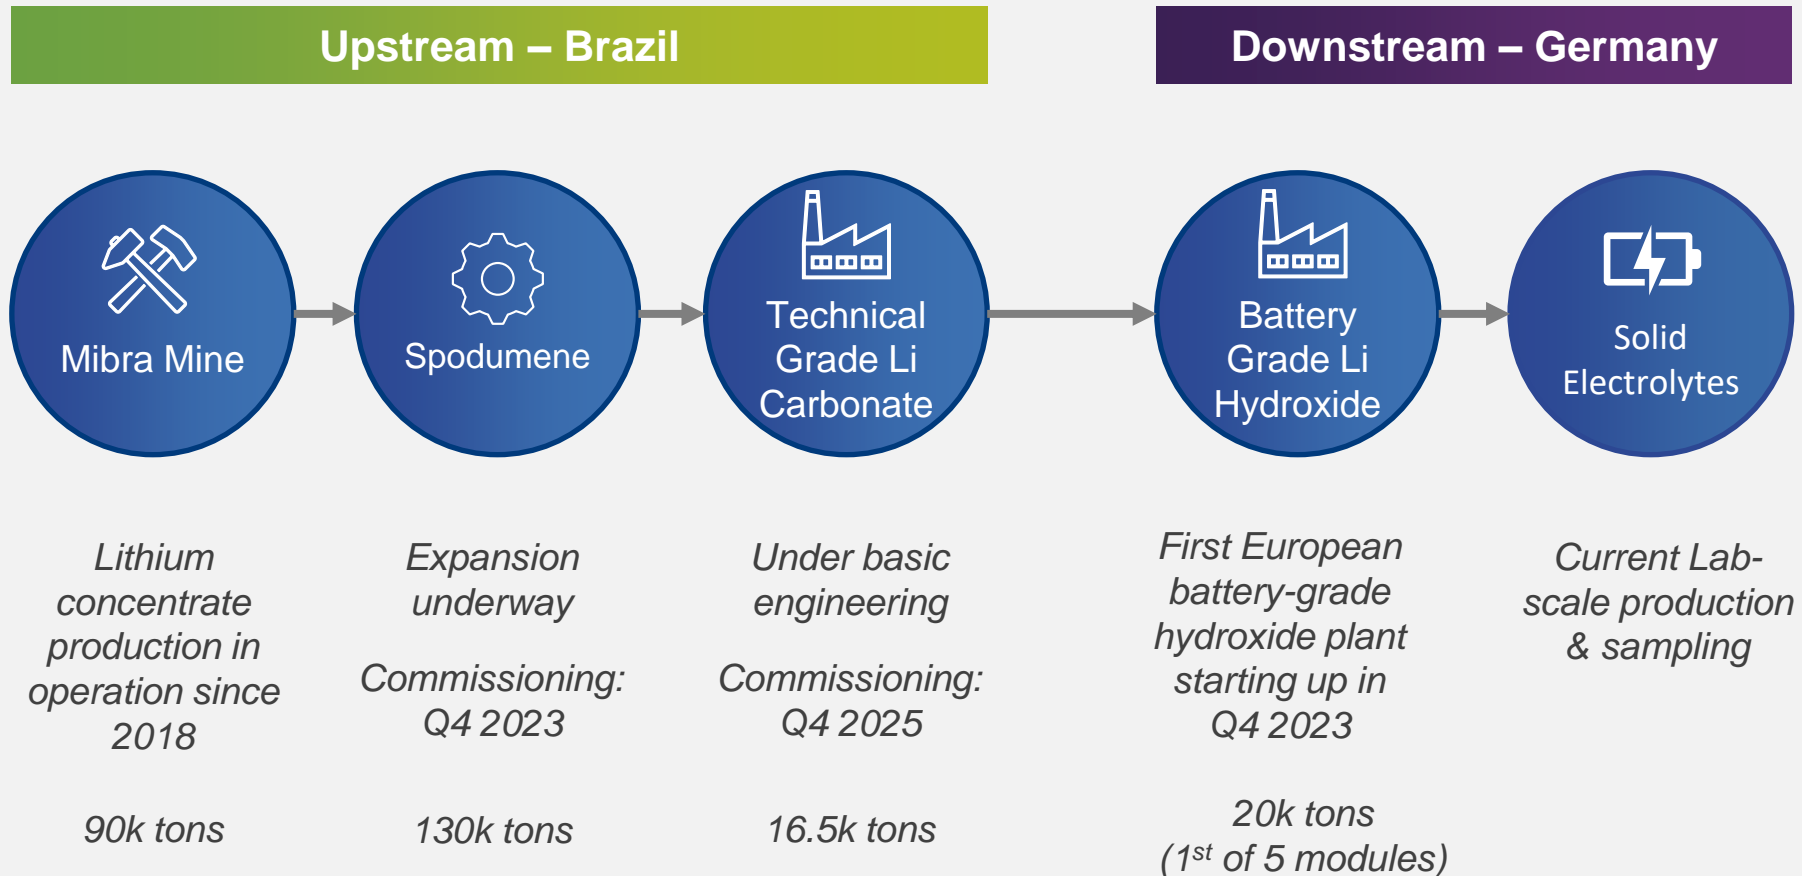 Upstream – Brazil
Downstream – Germany
Mibra Mine
Spodumene
Technical
Grade Li
Carbonate
Battery
Grade Li
Hydroxide
Solid
Electrolytes
Lithium
concentrate
production in
operation since
2018
90k tons
Expansion
underway
Commissioning:
Q4 2023
130k tons
Under basic
engineering
Commissioning:
Q4 2025
16.5k tons
First European
battery-grade
hydroxide plant
starting up in
Q4 2023
20k tons
(1st of 5 modules)
Current Lab-
scale production
& sampling